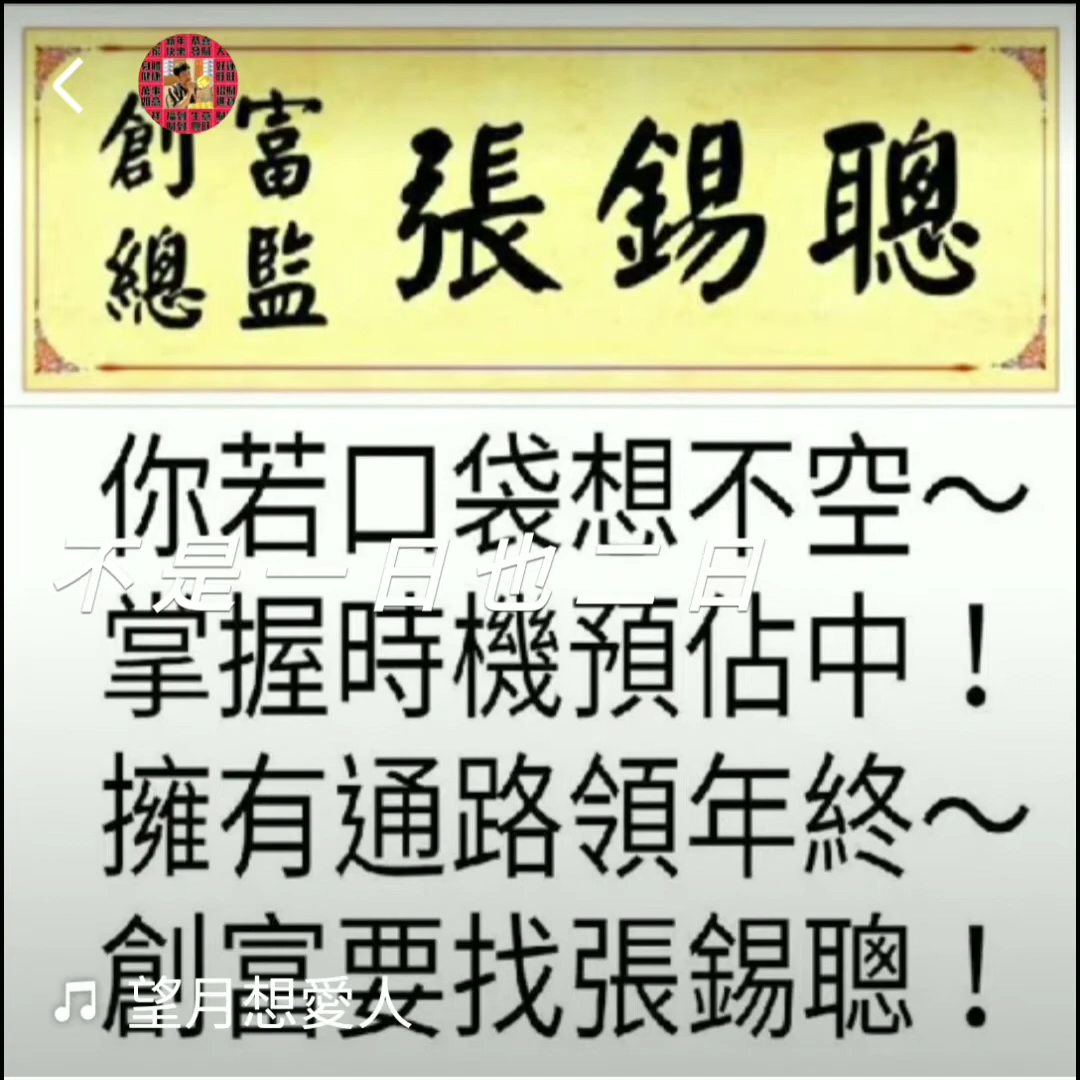 創富
總監
張錫聰
你若口袋想不空～
不是一日也二日
掌握時機預佔中！
擁有通路領年終～
創富要找張錫聰！
望月想愛人